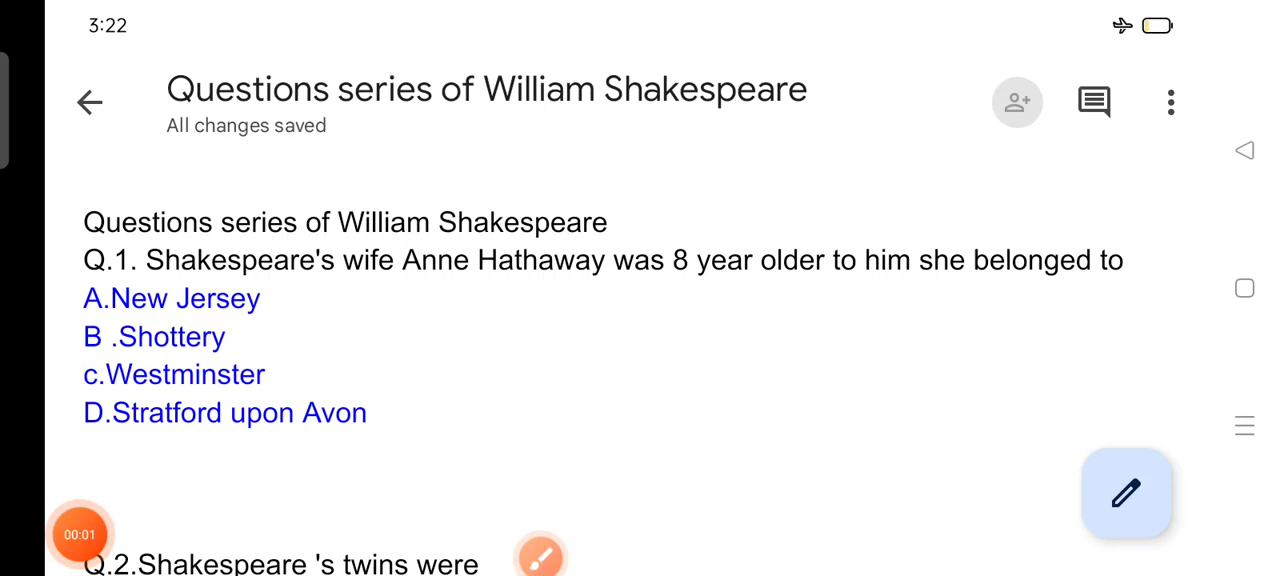 3:22
Questions series of William Shakespeare
All changes saved
Questions series of William Shakespeare
Q.1. Shakespeare's wife Anne Hathaway was 8 year older to him she belonged to
A.New Jersey
B .Shottery
c.Westminster
D.Stratford upon Avon
00:01
Q.2.Shakespeare 's twins were